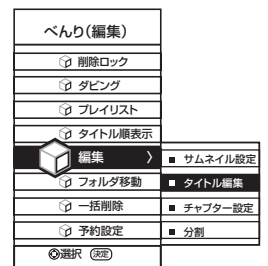 べんり(編集)
削除ロック
ダビング
プレイリスト
タイトル順表示
編集 〉
フォルダ移動
一括削除
予約設定
選択 決定
サムネイル設定
タイトル編集
チャプター設定
分割